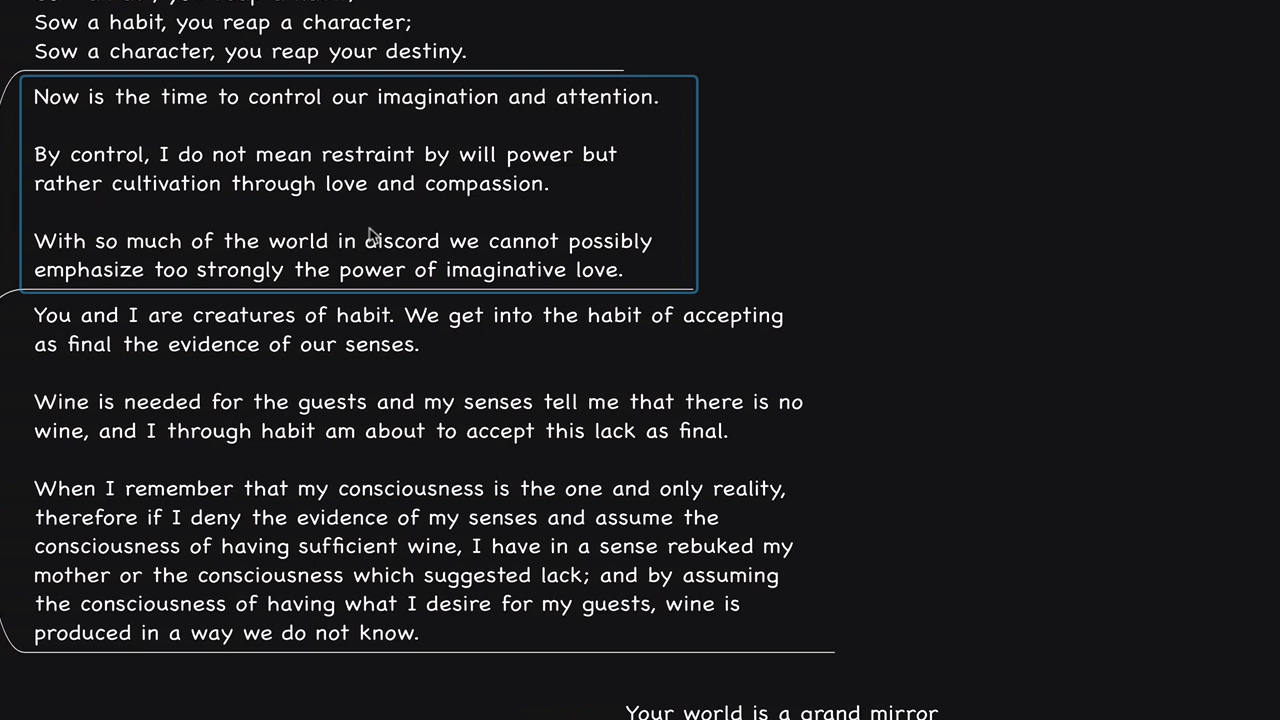 Sow a habit, you reap a character;
Sow a character, you reap your destiny.
Now is the time to control our imagination and attention.
By control, I do not mean restraint by will power but
rather cultivation through love and compassion.
With so much of the world in discord we cannot possibly
emphasize too strongly the power of imaginative love.
You and I are creatures of habit. We get into the habit of accepting
as final the evidence of our senses.
Wine is needed for the guests and my senses tell me that there is no
wine, and I through habit am about to accept this lack as final.
When I remember that my consciousness is the one and only reality,
therefore if I deny the evidence of my senses and assume the
consciousness of having sufficient wine, I have in a sense rebuked my
mother or the consciousness which suggested lack; and by assuming
the consciousness of having what I desire for my guests, wine is
produced in a way we do not know.
Your world is a grand mirror